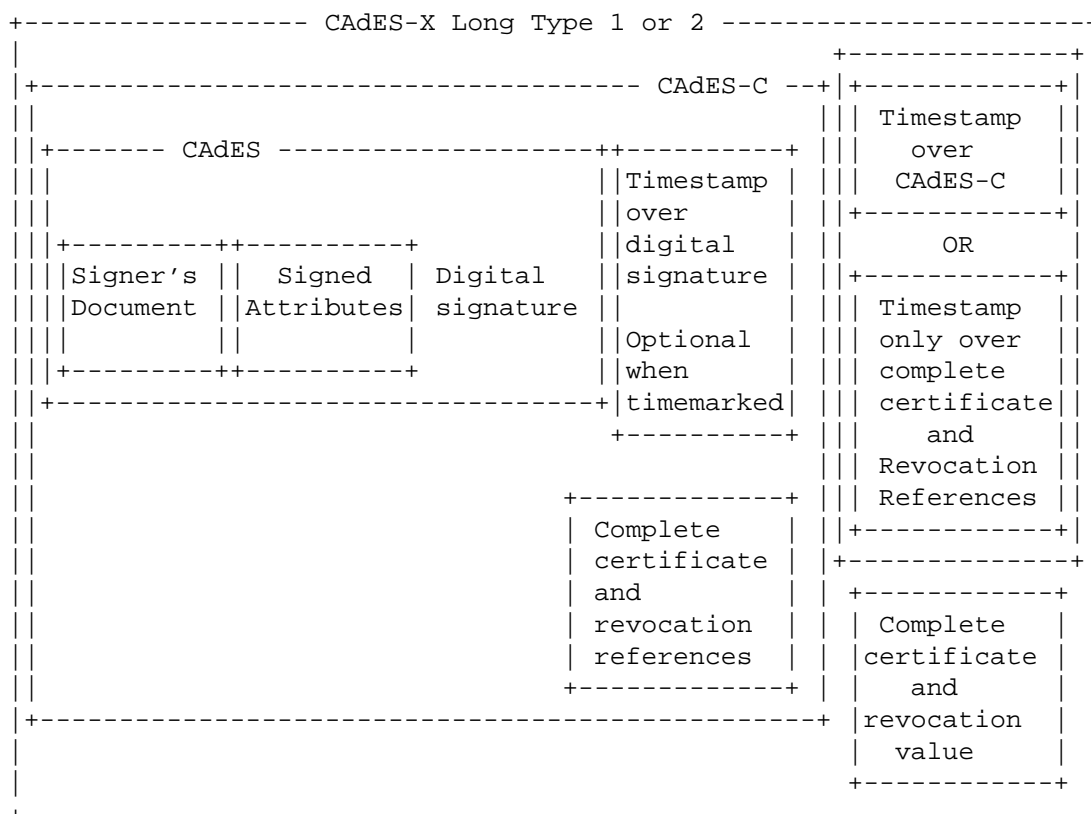 CAdES-X Long Type 1 or 2
CAdES-C
CAdES
Signer's
Document
Signed
Attributes
Digital
signature
Timestamp
over
digital
signature
Optional
when
timemarked
Complete
certificate
and
revocation
references
Timestamp
over
CAdES-C
OR
Timestamp
only over
complete
certificate
and
Revocation
References
Complete
certificate
and
revocation
value